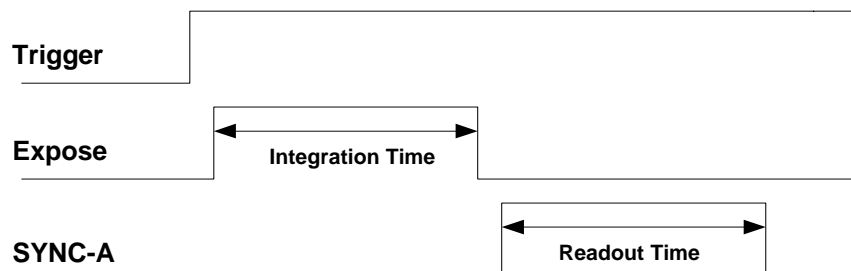 Trigger
Expose
Integration Time
SYNC-A
Readout Time